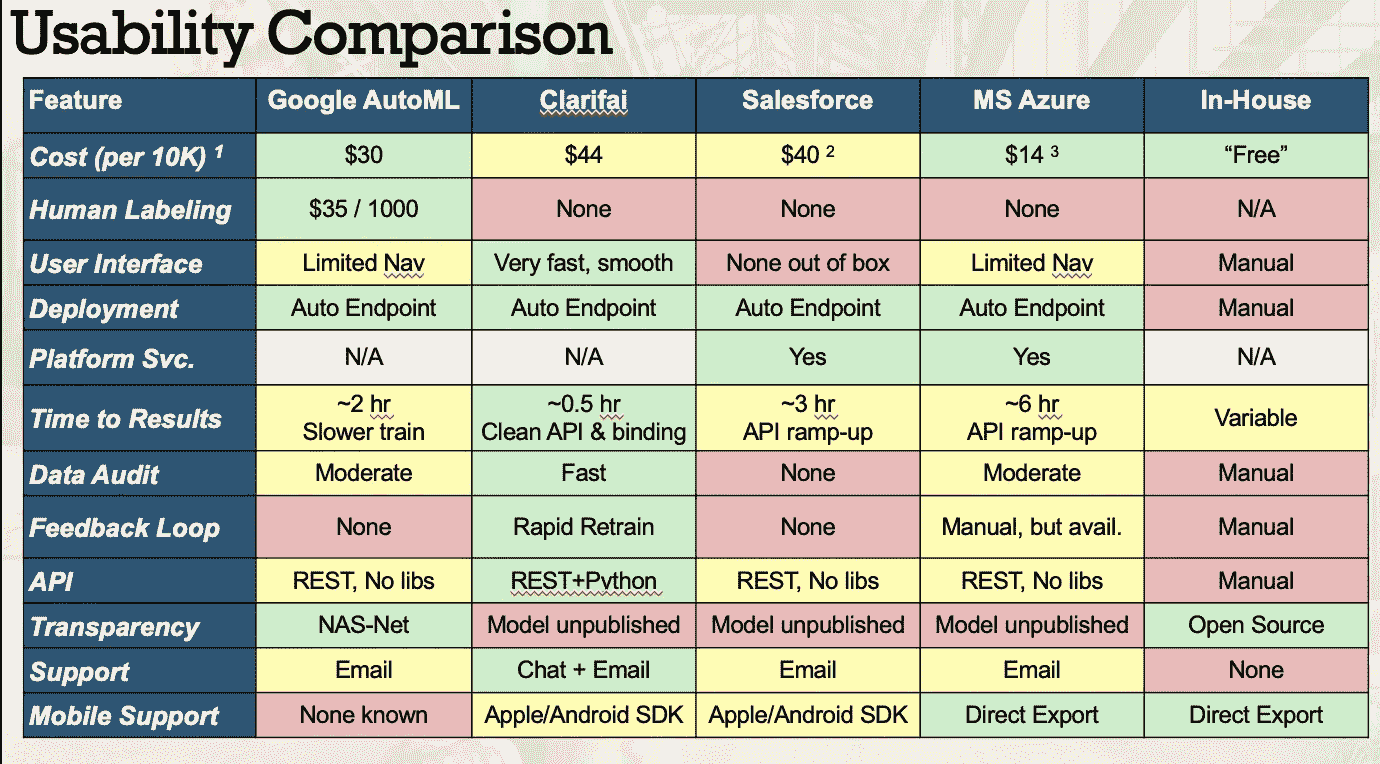 Usability Comparison
Feature Google AutoML Clarifai Salesforce MS Azure In-House
Cost (per 10K) 1 $30 $44 $40 2 $14 3 “Free”
Human Labeling $35 / 1000 None None None N/A
User Interface Limited Nav Very fast, smooth None out of box Limited Nav Manual
Deployment Auto Endpoint Auto Endpoint Auto Endpoint Auto Endpoint Manual
Platform Svc. N/A N/A Yes Yes N/A
Time to Results ~2 hr ~0.5 hr ~3 hr ~6 hr Variable
Slower train Clean API & binding API ramp-up API ramp-up
Data Audit Moderate Fast None Moderate Manual
Feedback Loop None Rapid Retrain None Manual, but avail. Manual
API REST, No libs REST+Python REST, No libs REST, No libs Manual
Transparency NAS-Net Model unpublished Model unpublished Model unpublished Open Source
Support Email Chat + Email Email Email None
Mobile Support None known Apple/Android SDK Apple/Android SDK Direct Export Direct Export